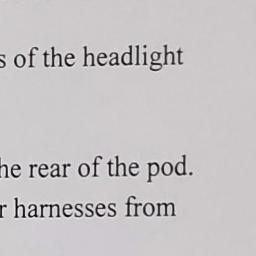 s of the headlight
he rear of the pod.
r harnesses from